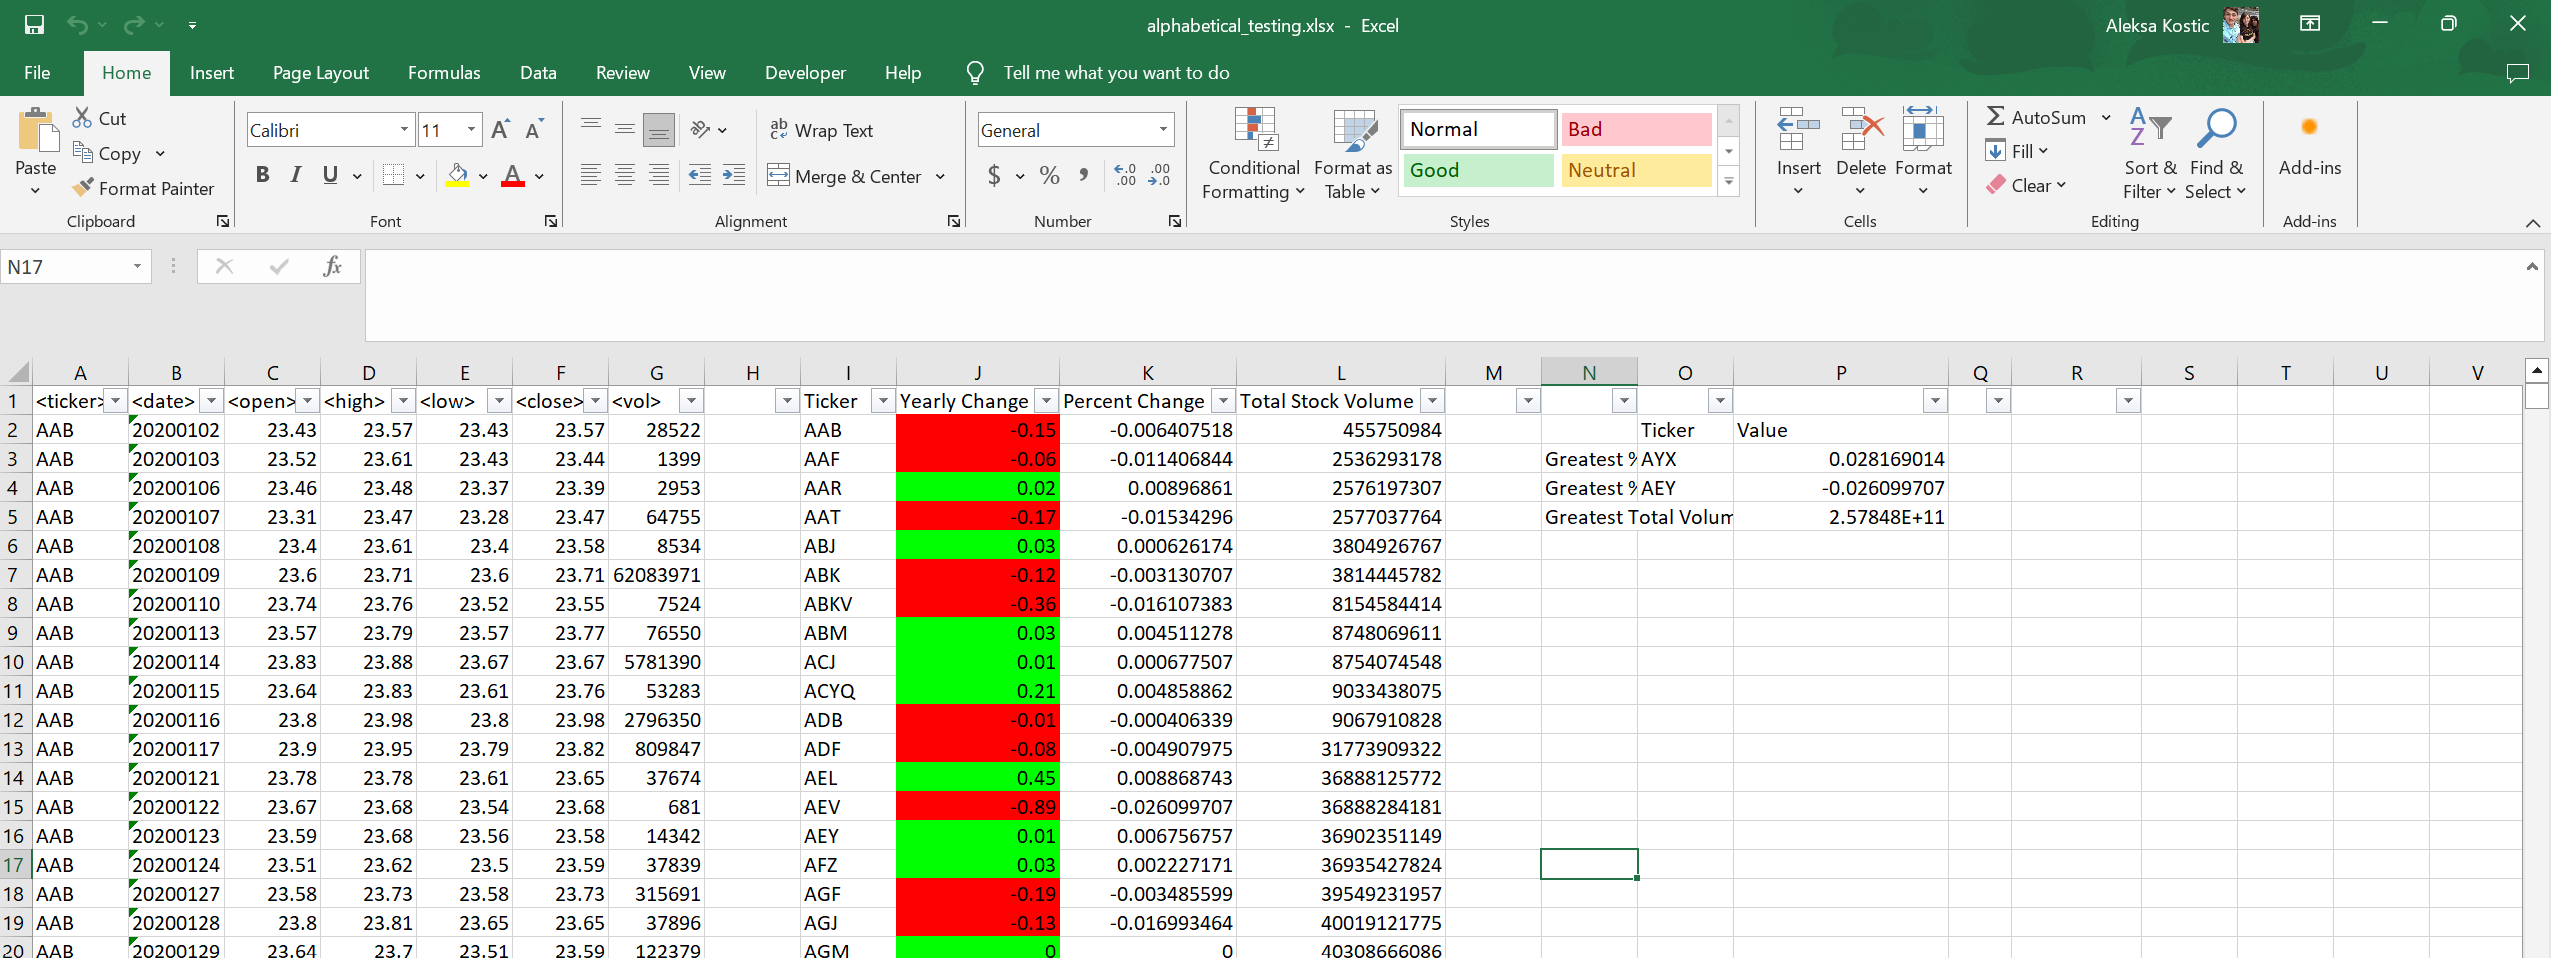 alphabetical_testing.xlsx - Excel
Aleksa Kostic
File Home Insert Page Layout Formulas Data Review View Developer Help Tell me what you want to do
Paste
Cut
Copy
Format Painter
Clipboard
Calibri 11
B I U
Font
Wrap Text
Merge & Center
Alignment
General
$ % ,
Number
Conditional Formatting
Format as Table
Normal Bad
Good Neutral
Styles
Insert Delete Format
Cells
AutoSum
Fill
Clear
Sort & Filter
Find & Select
Editing
Add-ins
Add-ins
N17 fx
A B C D E F G H I J K L M N O P Q R S T U V
1 <ticker> <date> <open> <high> <low> <close> <vol> Ticker Yearly Change Percent Change Total Stock Volume
2 AAB 20200102 23.43 23.57 23.43 23.57 28522 AAB -0.15 -0.006407518 455750984 Ticker Value
3 AAB 20200103 23.52 23.61 23.43 23.44 1399 AAF -0.06 -0.011406844 2536293178 Greatest % AYX 0.028169014
4 AAB 20200106 23.46 23.48 23.37 23.39 2953 AAR 0.02 0.00896861 2576197307 Greatest % AEY -0.026099707
5 AAB 20200107 23.31 23.47 23.28 23.47 64755 AAT -0.17 -0.01534296 2577037764 Greatest Total Volum 2.57848E+11
6 AAB 20200108 23.4 23.61 23.4 23.58 8534 ABJ 0.03 0.000626174 3804926767
7 AAB 20200109 23.6 23.71 23.6 23.71 62083971 ABK -0.12 -0.003130707 3814445782
8 AAB 20200110 23.74 23.76 23.52 23.55 7524 ABKV -0.36 -0.016107383 8154584414
9 AAB 20200113 23.57 23.79 23.57 23.77 76550 ABM 0.03 0.004511278 8748069611
10 AAB 20200114 23.83 23.88 23.67 23.67 5781390 ACJ 0.01 0.000677507 8754074548
11 AAB 20200115 23.64 23.83 23.61 23.76 53283 ACYQ 0.21 0.004858862 9033438075
12 AAB 20200116 23.8 23.98 23.8 23.98 2796350 ADB -0.01 -0.000406339 9067910828
13 AAB 20200117 23.9 23.95 23.79 23.82 809847 ADF -0.08 -0.004907975 31773909322
14 AAB 20200121 23.78 23.78 23.61 23.65 37674 AEL 0.45 0.008868743 36888125772
15 AAB 20200122 23.67 23.68 23.54 23.68 681 AEV -0.89 -0.026099707 36888284181
16 AAB 20200123 23.59 23.68 23.56 23.58 14342 AEY 0.01 0.006756757 36902351149
17 AAB 20200124 23.51 23.62 23.5 23.59 37839 AFZ 0.03 0.002227171 36935427824
18 AAB 20200127 23.58 23.73 23.58 23.73 315691 AGF -0.19 -0.003485599 39549231957
19 AAB 20200128 23.8 23.81 23.65 23.65 37896 AGJ -0.13 -0.016993464 40019121775
20 AAB 20200129 23.64 23.7 23.51 23.59 122379 AGM 0 0 40308666086